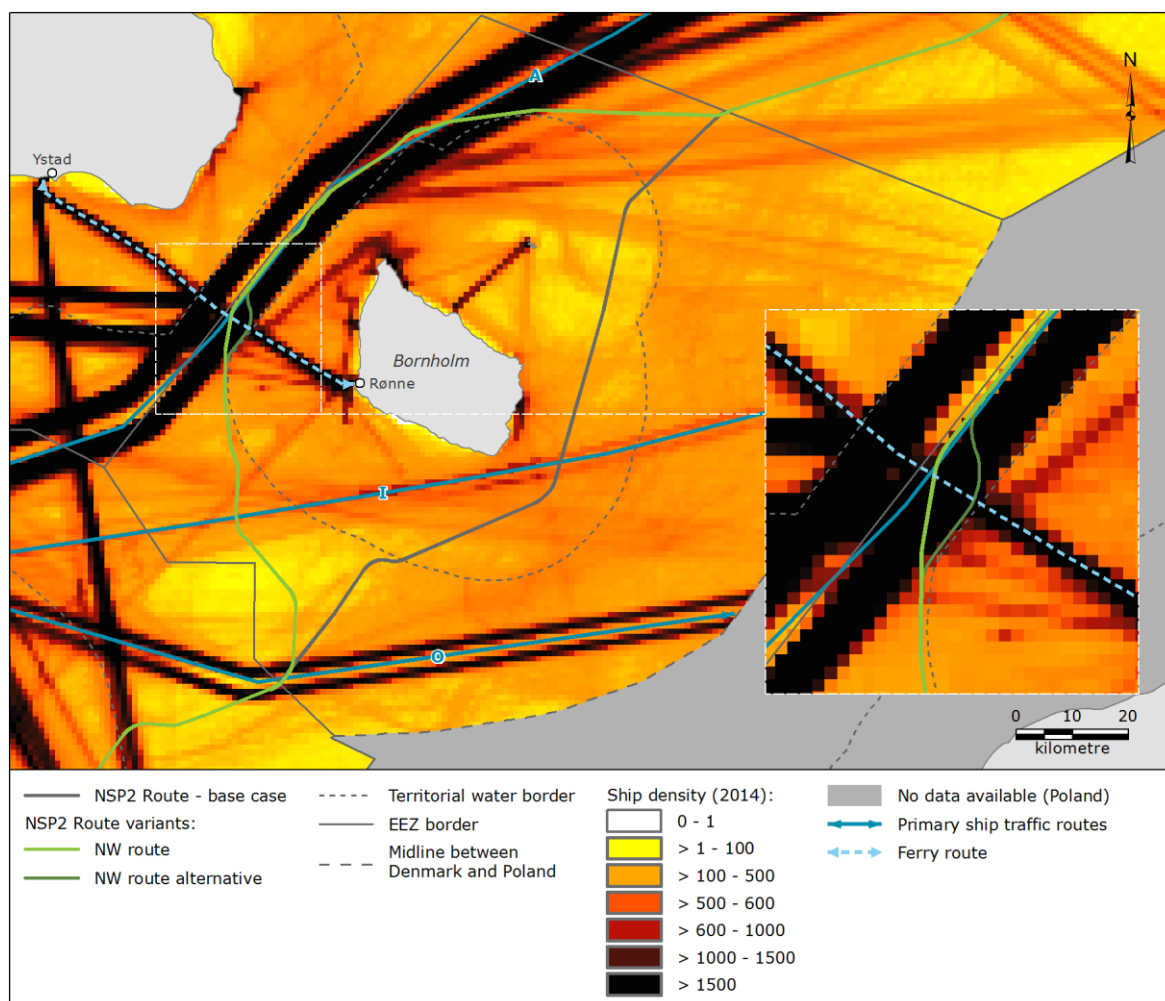 A
N
Ystad
Bornholm
Rønne
I
O
0 10 20
kilometre
NSP2 Route - base case
NSP2 Route variants:
NW route
NW route alternative
Territorial water border
EEZ border
Midline between
Denmark and Poland
Ship density (2014):
0 - 1
> 1 - 100
> 100 - 500
> 500 - 600
> 600 - 1000
> 1000 - 1500
> 1500
No data available (Poland)
Primary ship traffic routes
Ferry route